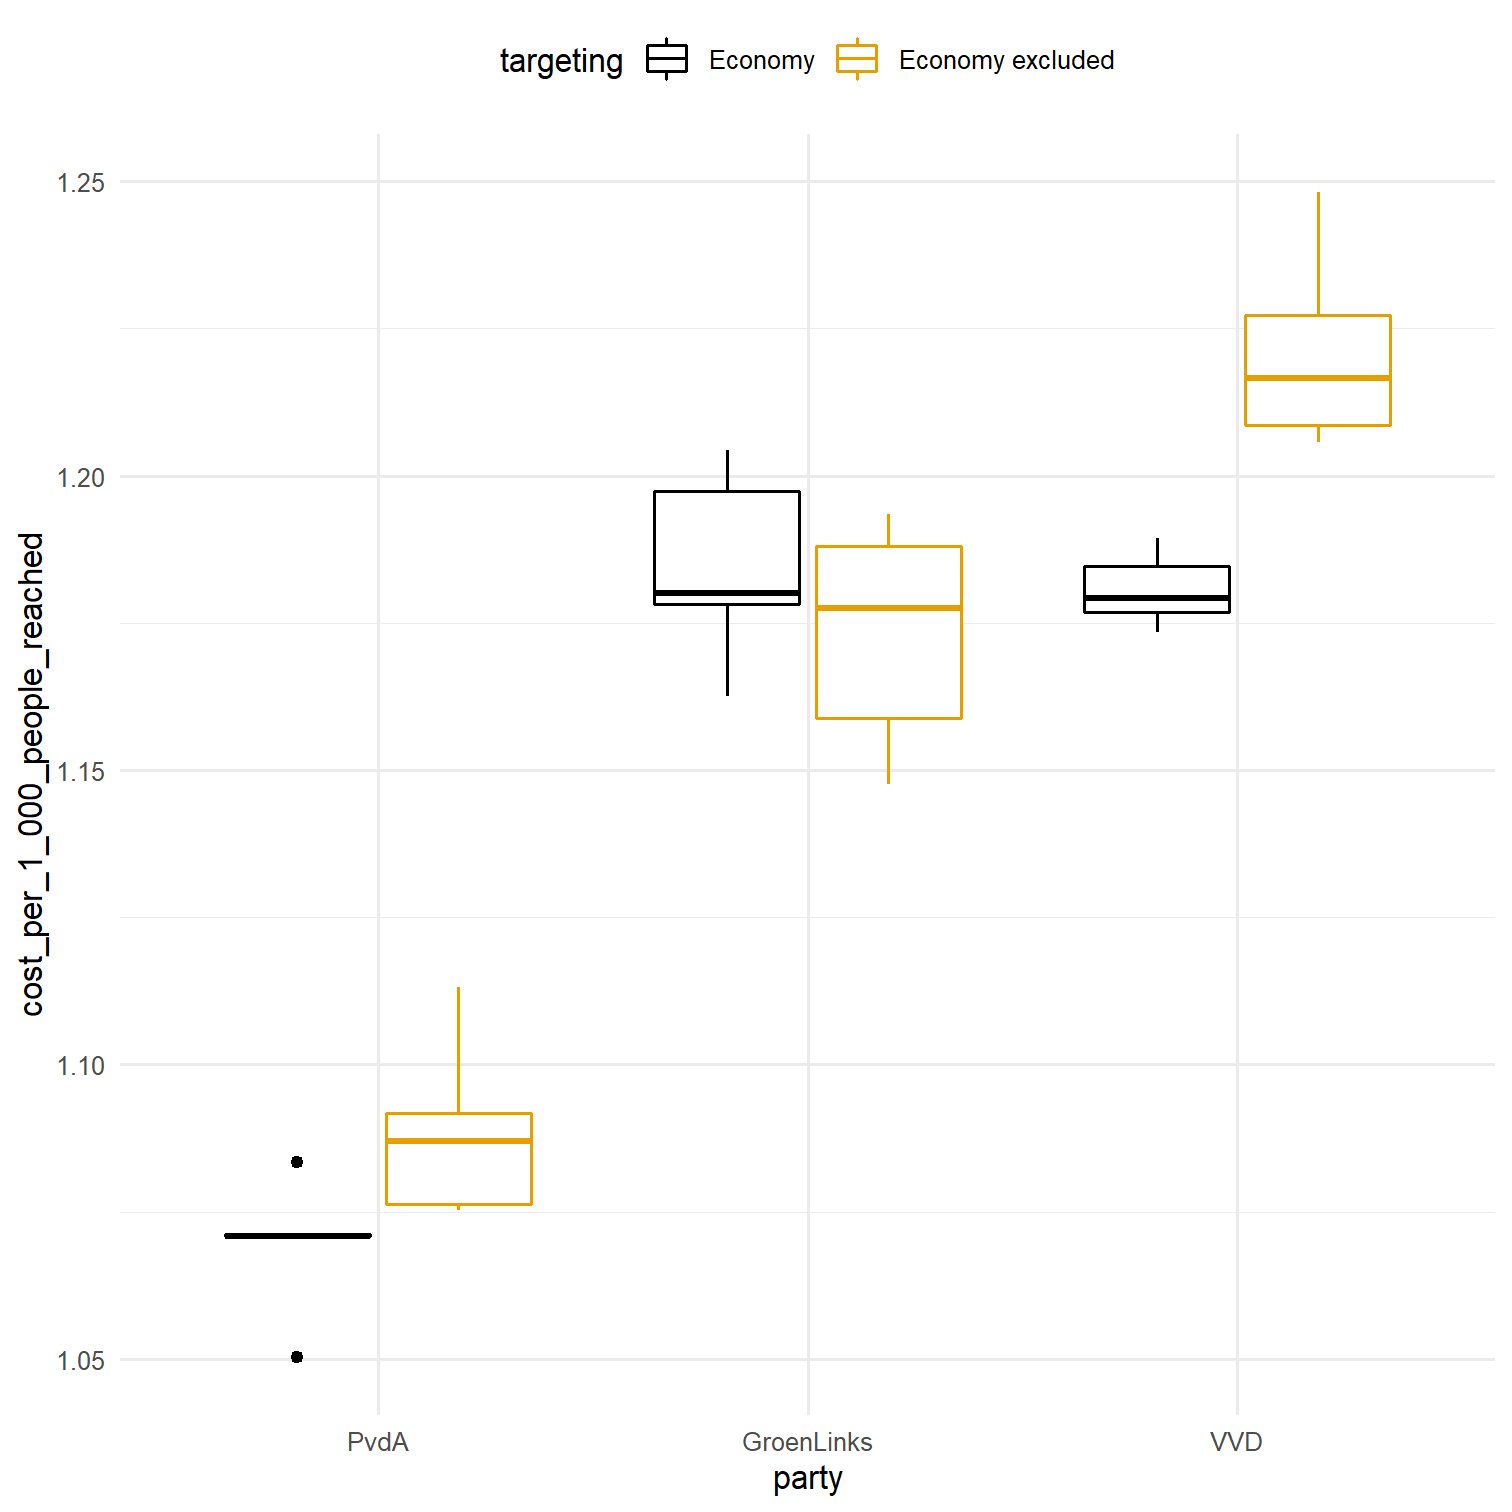 targeting Economy Economy excluded
cost_per_1_000_people_reached
1.25
1.20
1.15
1.10
1.05
PvdA GroenLinks VVD
party